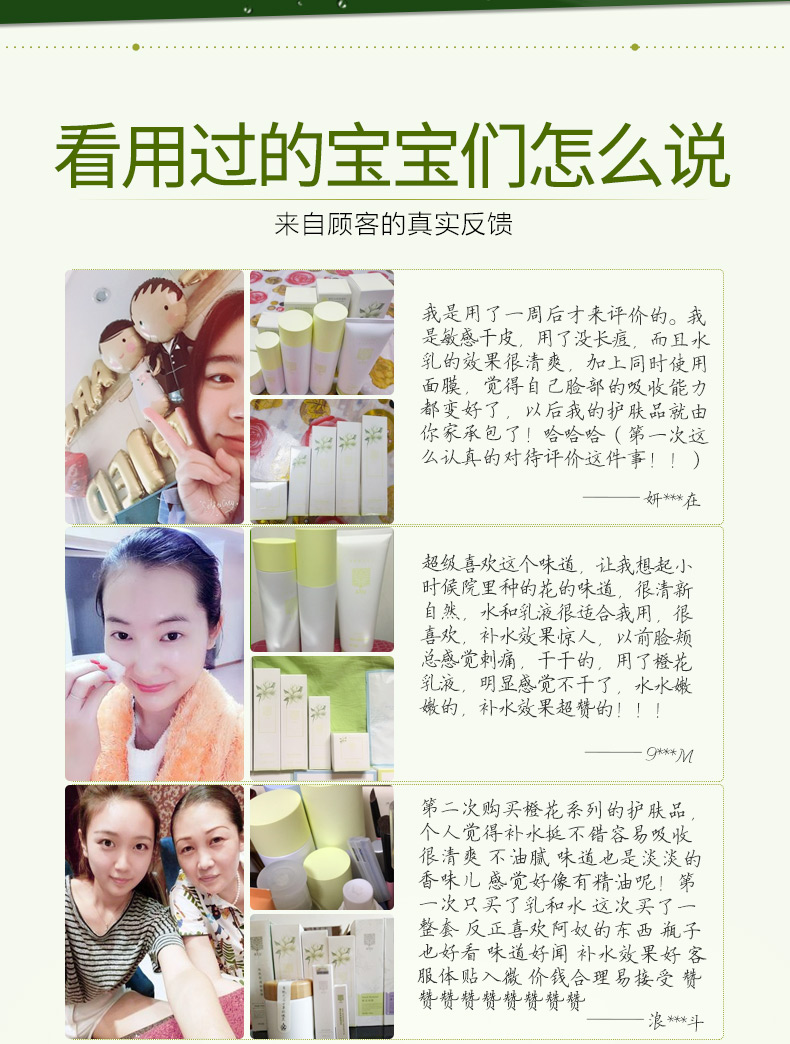 看用过的宝宝们怎么说
来自顾客的真实反馈
我是用了一周后才来评价的。我
是敏感干皮，用了没长痘，而且水
乳的效果很清爽，加上同时使用
面膜，觉得自己脸部的吸收能力
都变好了，以后我的护肤品就由
你家承包了！哈哈哈（第一次这
么认真的对待评价这件事！！）
——— 妍***在
超级喜欢这个味道，让我想起小
时候院里种的花的味道，很清新
自然，水和乳液很适合我用，很
喜欢，补水效果惊人，以前脸颊
总感觉刺痛，干干的，用了橙花
乳液，明显感觉不干了，水水嫩
嫩的，补水效果超赞的！！！
——— 9***M
第二次购买橙花系列的护肤品，
个人觉得补水挺不错容易吸收
很清爽 不油腻 味道也是淡淡的
香味儿 感觉好像有精油呢！第
一次只买了乳和水 这次买了一
整套 反正喜欢阿奴的东西 瓶子
也好看 味道好闻 补水效果好 客
服体贴入微 价钱合理易接受 赞
赞赞赞赞赞赞赞赞
——— 浪***斗